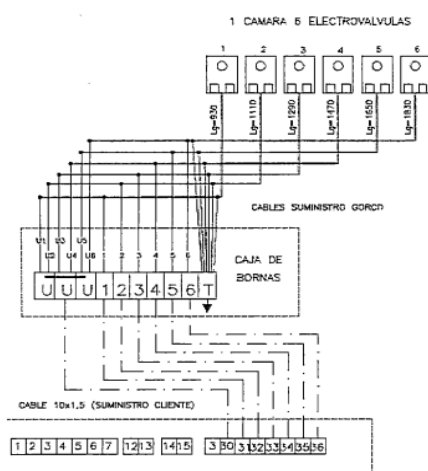 1 CAMARA 6 ELECTROVALVULAS
1 2 3 4 5 6
Lg=930 Lg=1110 Lg=1290 Lg=1470 Lg=1650 Lg=1830
CABLES SUMINISTRO GORCO
U1 U3 U5
U2 U4 U6 1 2 3 4 5 6
CAJA DE
BORNAS
U U U 1 2 3 4 5 6 T
CABLE 10x1,5 (SUMINISTRO CLIENTE)
1 2 3 4 5 6 7 12 13 14 15 3 30 31 32 33 34 35 36